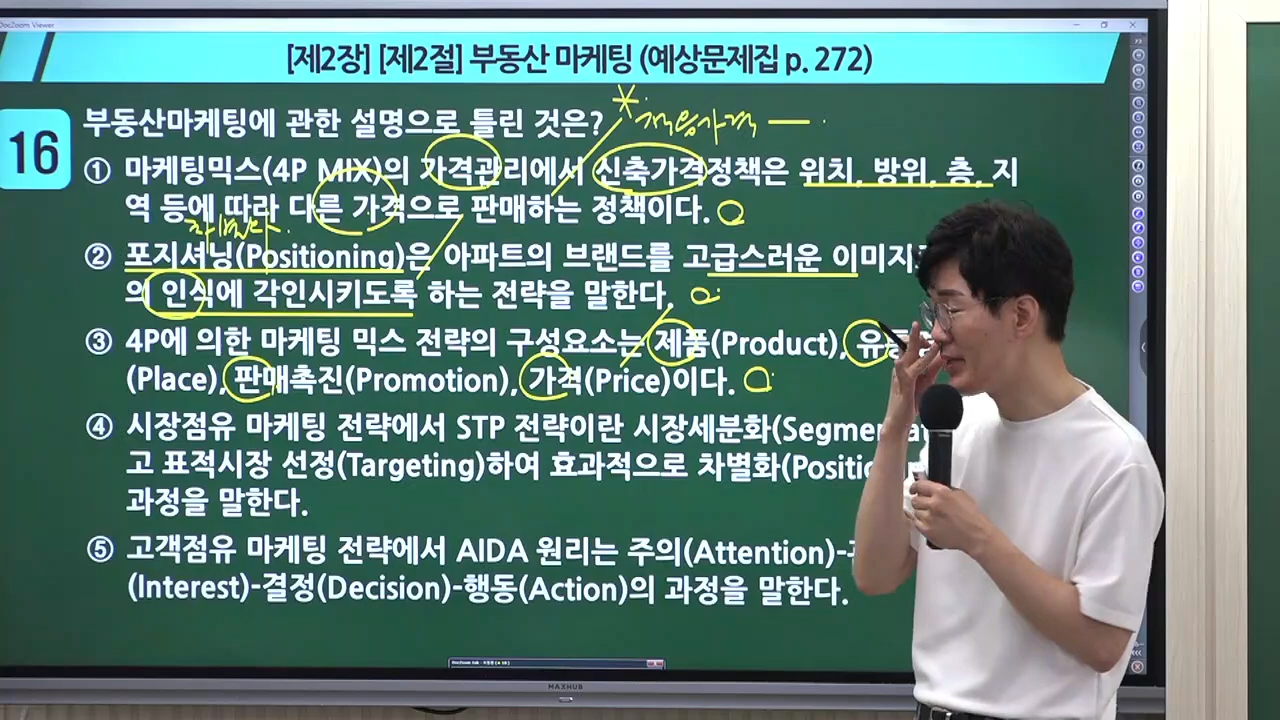 DocZoom Viewer
[제2장] [제2절] 부동산 마케팅 (예상문제집 p. 272)
16
부동산마케팅에 관한 설명으로 틀린 것은?
① 마케팅믹스(4P MIX)의 가격관리에서 신축가격정책은 위치, 방위, 층, 지
역 등에 따라 다른 가격으로 판매하는 정책이다.
② 포지셔닝(Positioning)은 아파트의 브랜드를 고급스러운 이미지
의 인식에 각인시키도록 하는 전략을 말한다.
③ 4P에 의한 마케팅 믹스 전략의 구성요소는 제품(Product), 유통
(Place), 판매촉진(Promotion), 가격(Price)이다.
④ 시장점유 마케팅 전략에서 STP 전략이란 시장세분화(Segmentat
고 표적시장 선정(Targeting)하여 효과적으로 차별화(Position
과정을 말한다.
⑤ 고객점유 마케팅 전략에서 AIDA 원리는 주의(Attention)-
(Interest)-결정(Decision)-행동(Action)의 과정을 말한다.
MAXHUB